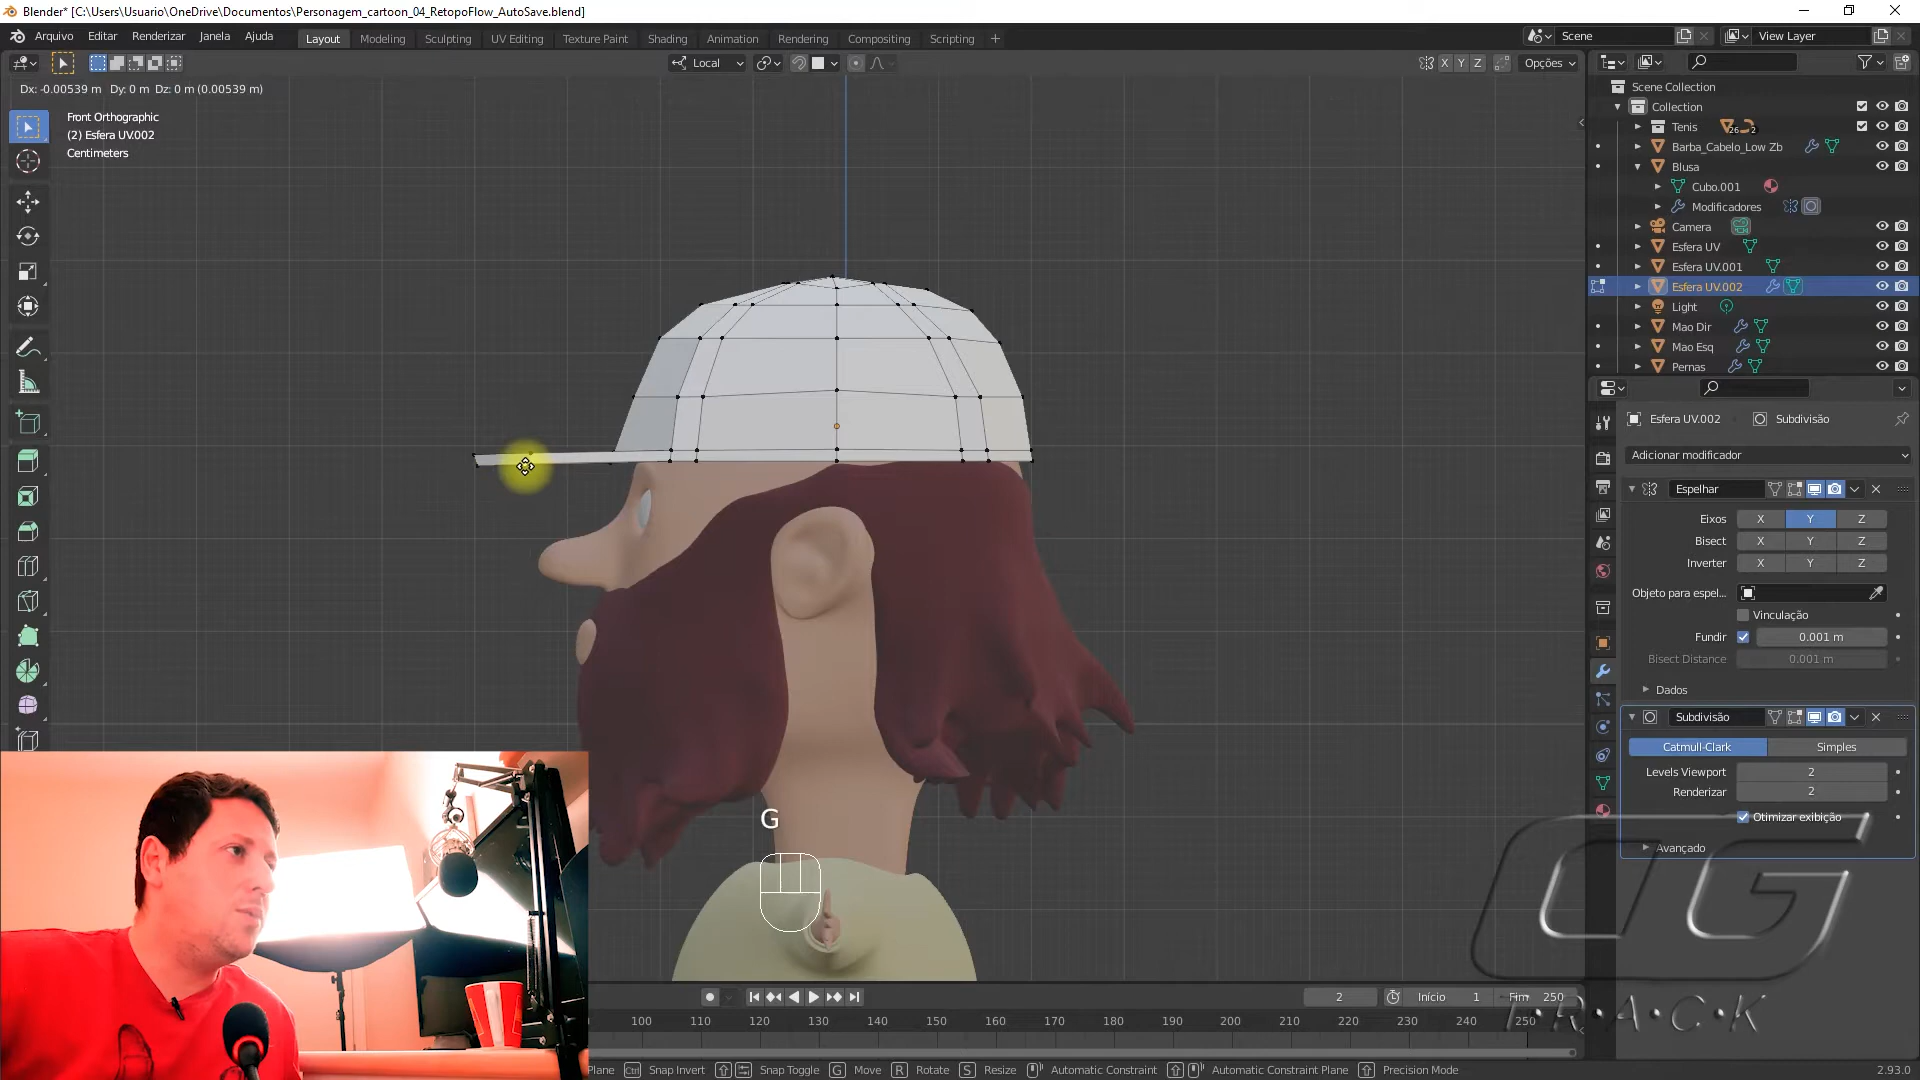 Blender* [C:\Users\Usuario\OneDrive\Documentos\Personagem_cartoon_04_RetopoFlow_AutoSave.blend]
Arquivo Editar Renderizar Janela Ajuda Layout Modeling Sculpting UV Editing Texture Paint Shading Animation Rendering Compositing Scripting + Scene View Layer
Local X Y Z Opções
Dx: -0.00539 m Dy: 0 m Dz: 0 m (0.00539 m)
Front Orthographic
(2) Esfera UV.002
Centimeters
Scene Collection
Collection
Tenis 26 2
Barba_Cabelo_Low Zb
Blusa
Cubo.001
Modificadores
Camera
Esfera UV
Esfera UV.001
Esfera UV.002
Light
Mao Dir
Mao Esq
Pernas
Esfera UV.002 Subdivisão
Adicionar modificador
Espelhar
Eixos X Y Z
Bisect X Y Z
Inverter X Y Z
Objeto para espel...
Vinculação
Fundir 0.001 m
Bisect Distance 0.001 m
Dados
Subdivisão
Catmull-Clark Simples
Levels Viewport 2
Renderizar 2
Otimizar exibição
Avançado
G
OG
T•R•A•C•K
2 Início 1 Fim 250
100 110 120 130 140 150 160 170 180 190 200 210 220 230 240 250
Plane Ctrl Snap Invert Snap Toggle G Move R Rotate S Resize Automatic Constraint Automatic Constraint Plane Precision Mode 2.93.0